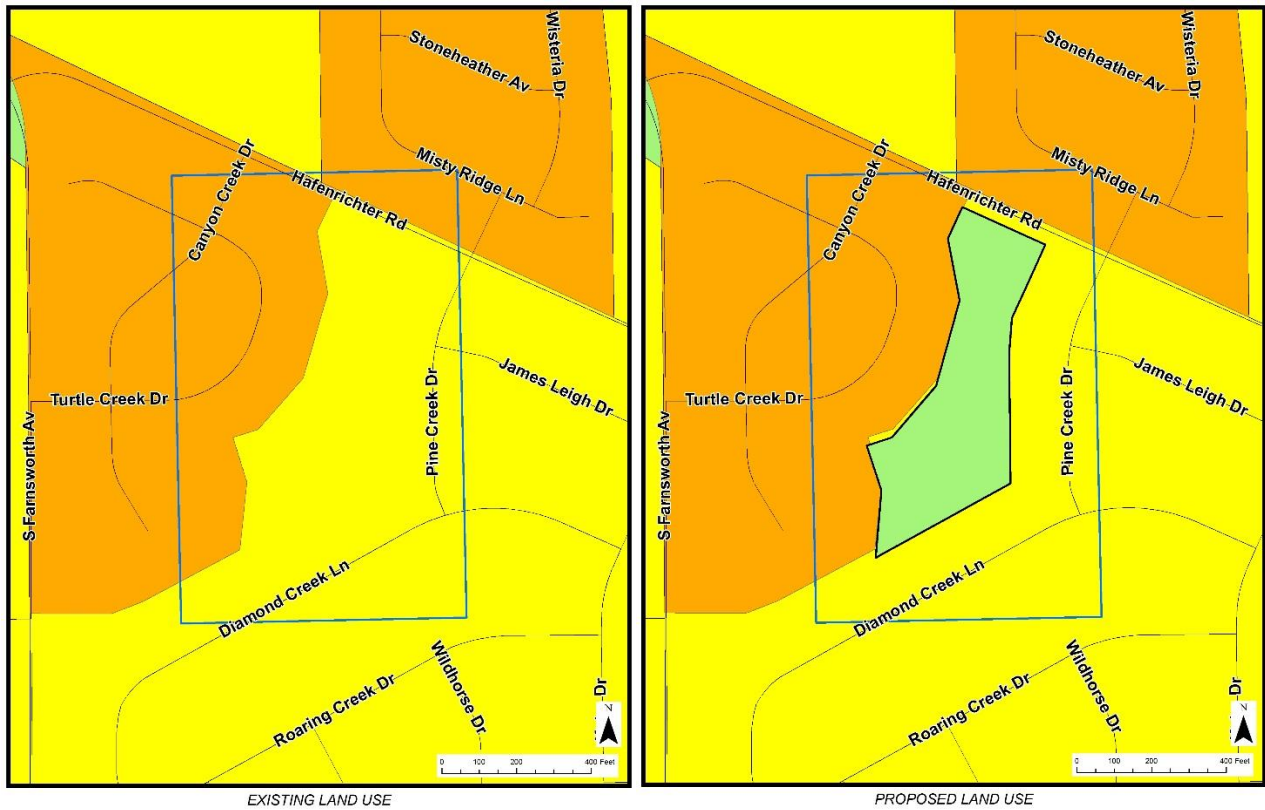 Wisteria Dr
Stoneheather Av
Canyon Creek Dr
Misty Ridge Ln
Hafenrichter Rd
Turtle Creek Dr
James Leigh Dr
Pine Creek Dr
S Farnsworth Av
Diamond Creek Ln
Wildhorse Dr
Roaring Creek Dr
Dr
Z
0 100 200 400 Feet
EXISTING LAND USE
Wisteria Dr
Stoneheather Av
Canyon Creek Dr
Misty Ridge Ln
Hafenrichter Rd
Turtle Creek Dr
James Leigh Dr
Pine Creek Dr
S Farnsworth Av
Diamond Creek Ln
Wildhorse Dr
Roaring Creek Dr
Dr
Z
0 100 200 400 Feet
PROPOSED LAND USE